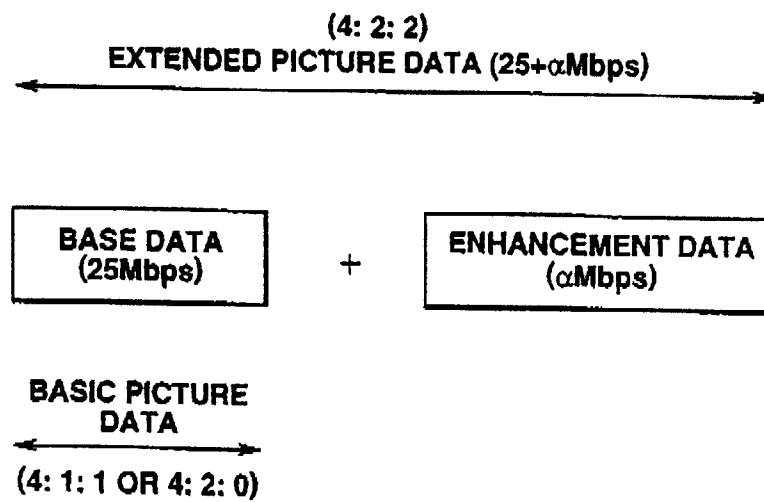 (4: 2: 2)
EXTENDED PICTURE DATA (25+αMbps)
BASE DATA
(25Mbps)
+
ENHANCEMENT DATA
(αMbps)
BASIC PICTURE
DATA
(4: 1: 1 OR 4: 2: 0)